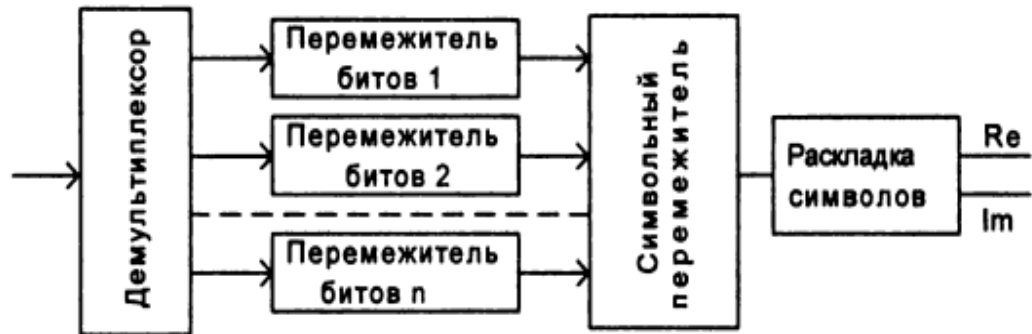 Демультиплексор
Перемежитель
битов 1
Перемежитель
битов 2
Перемежитель
битов n
Символьный
перемежитель
Раскладка
символов
Re
Im